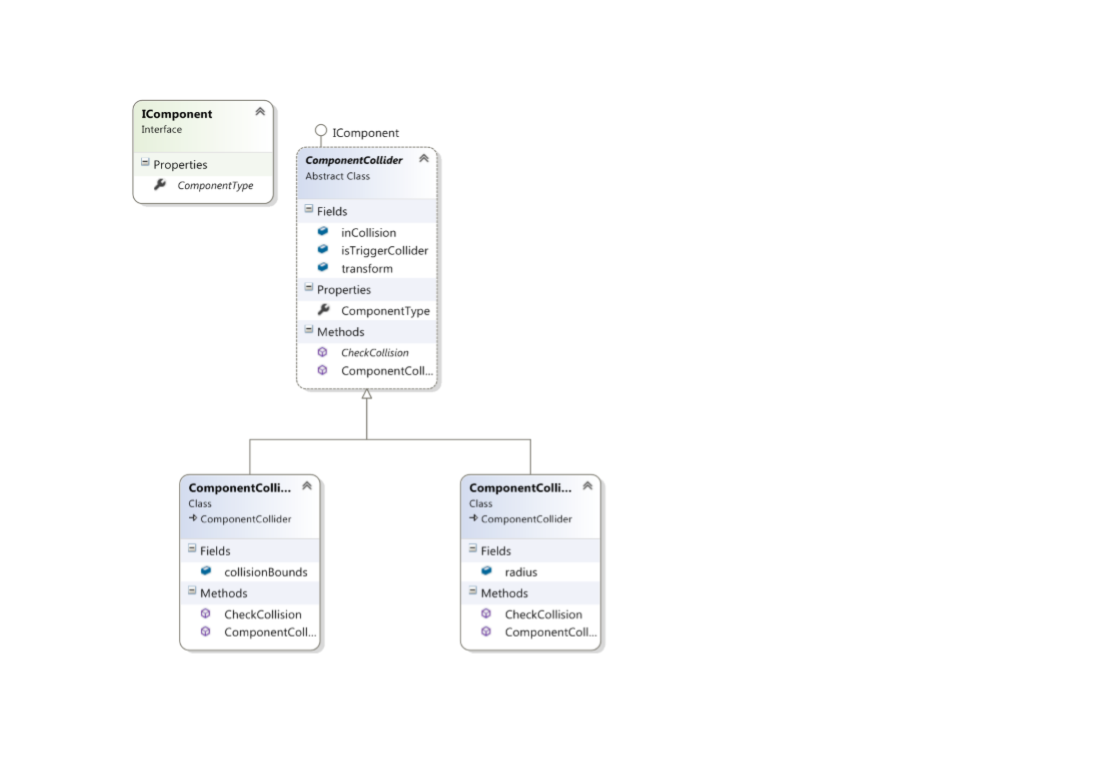 IComponent
Interface
Properties
ComponentType
IComponent
ComponentCollider
Abstract Class
Fields
inCollision
isTriggerCollider
transform
Properties
ComponentType
Methods
CheckCollision
ComponentColl...
ComponentColli...
Class
ComponentCollider
Fields
collisionBounds
Methods
CheckCollision
ComponentColl...
ComponentColli...
Class
ComponentCollider
Fields
radius
Methods
CheckCollision
ComponentColl...